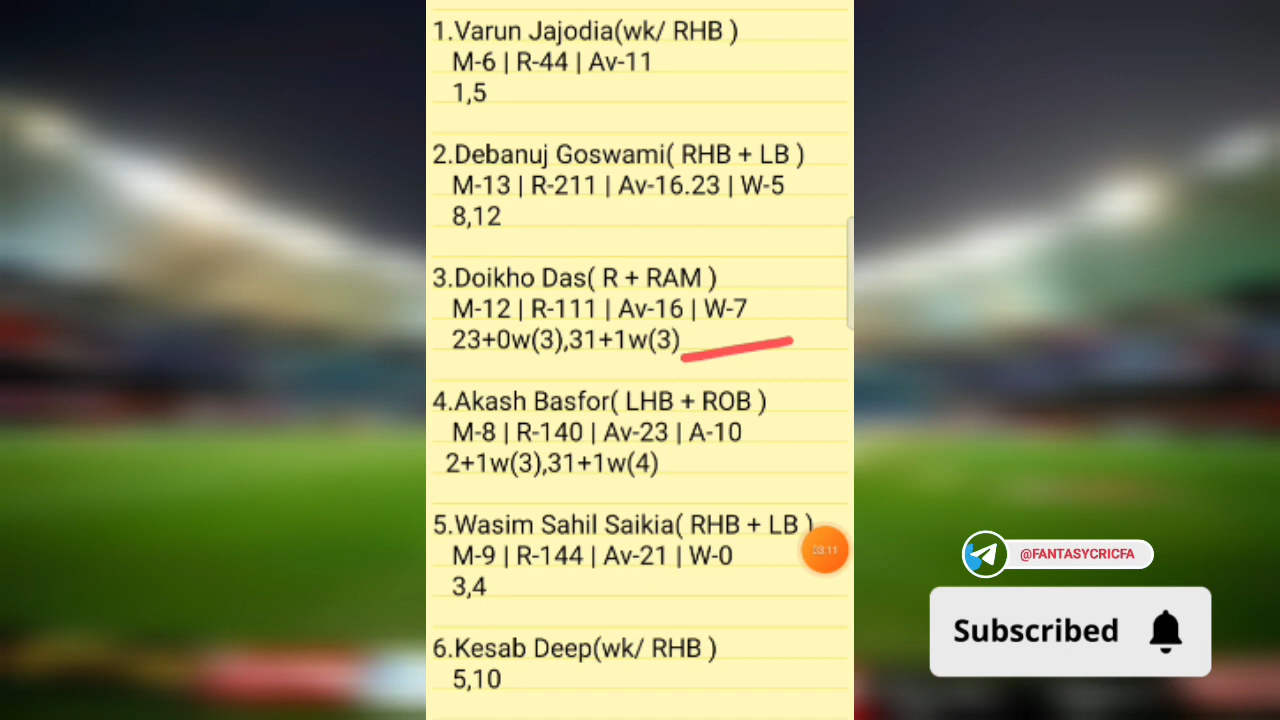 1.Varun Jajodia(wk/ RHB )
M-6 | R-44 | Av-11
1,5
2.Debanuj Goswami( RHB + LB )
M-13 | R-211 | Av-16.23 | W-5
8,12
3.Doikho Das( R + RAM )
M-12 | R-111 | Av-16 | W-7
23+0w(3),31+1w(3)
4.Akash Basfor( LHB + ROB )
M-8 | R-140 | Av-23 | A-10
2+1w(3),31+1w(4)
5.Wasim Sahil Saikia( RHB + LB )
M-9 | R-144 | Av-21 | W-0
03:11
3,4
6.Kesab Deep(wk/ RHB )
5,10
@FANTASYCRICFA
Subscribed